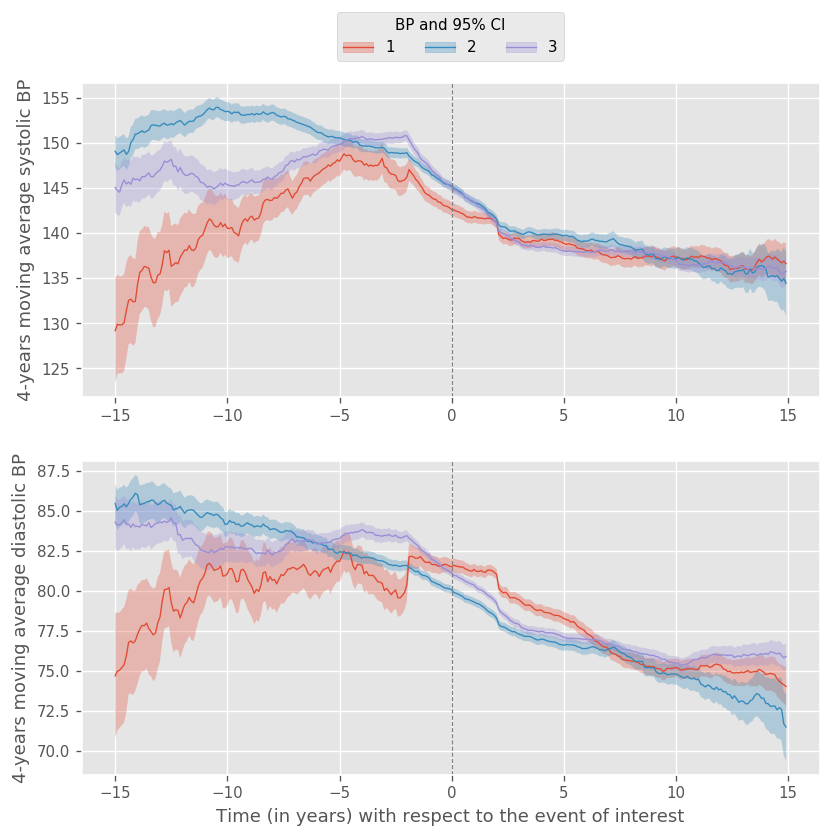 BP and 95% CI
1 2 3
4-years moving average systolic BP
155
150
145
140
135
130
125
−15 −10 −5 0 5 10 15
4-years moving average diastolic BP
87.5
85.0
82.5
80.0
77.5
75.0
72.5
70.0
−15 −10 −5 0 5 10 15
Time (in years) with respect to the event of interest